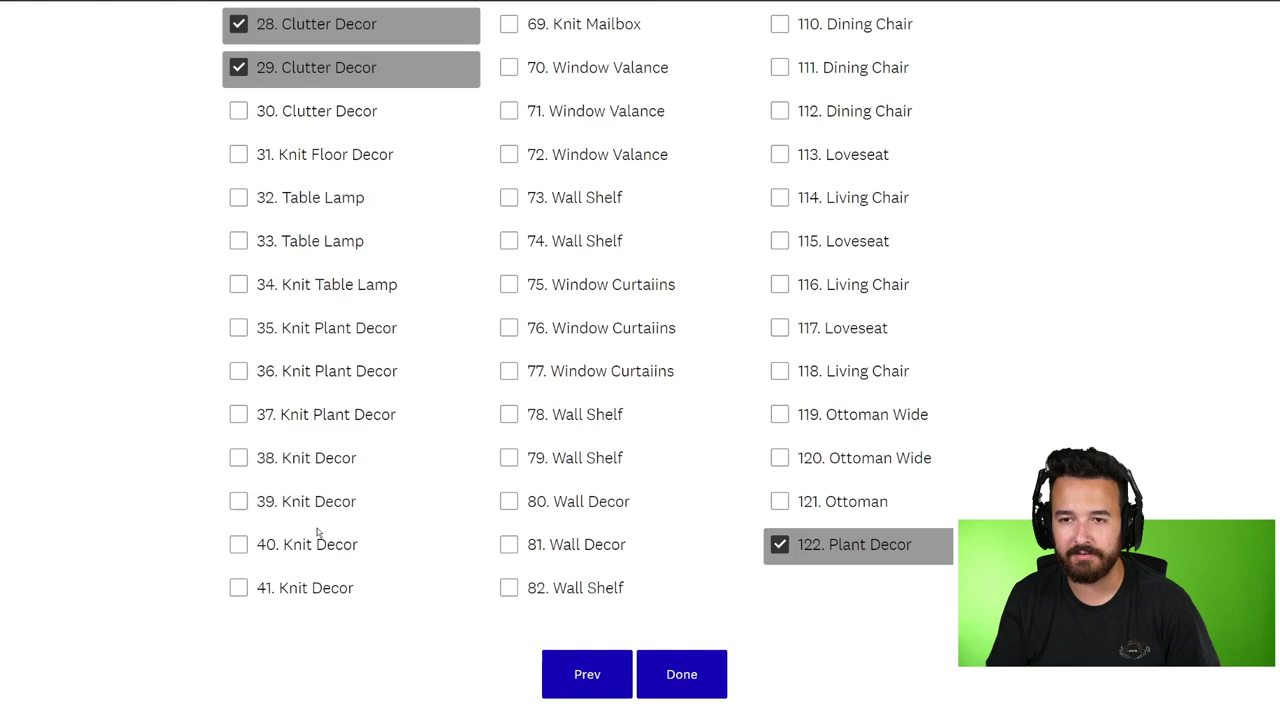 28. Clutter Decor
29. Clutter Decor
30. Clutter Decor
31. Knit Floor Decor
32. Table Lamp
33. Table Lamp
34. Knit Table Lamp
35. Knit Plant Decor
36. Knit Plant Decor
37. Knit Plant Decor
38. Knit Decor
39. Knit Decor
40. Knit Decor
41. Knit Decor
69. Knit Mailbox
70. Window Valance
71. Window Valance
72. Window Valance
73. Wall Shelf
74. Wall Shelf
75. Window Curtaiins
76. Window Curtaiins
77. Window Curtaiins
78. Wall Shelf
79. Wall Shelf
80. Wall Decor
81. Wall Decor
82. Wall Shelf
110. Dining Chair
111. Dining Chair
112. Dining Chair
113. Loveseat
114. Living Chair
115. Loveseat
116. Living Chair
117. Loveseat
118. Living Chair
119. Ottoman Wide
120. Ottoman Wide
121. Ottoman
122. Plant Decor
Prev
Done